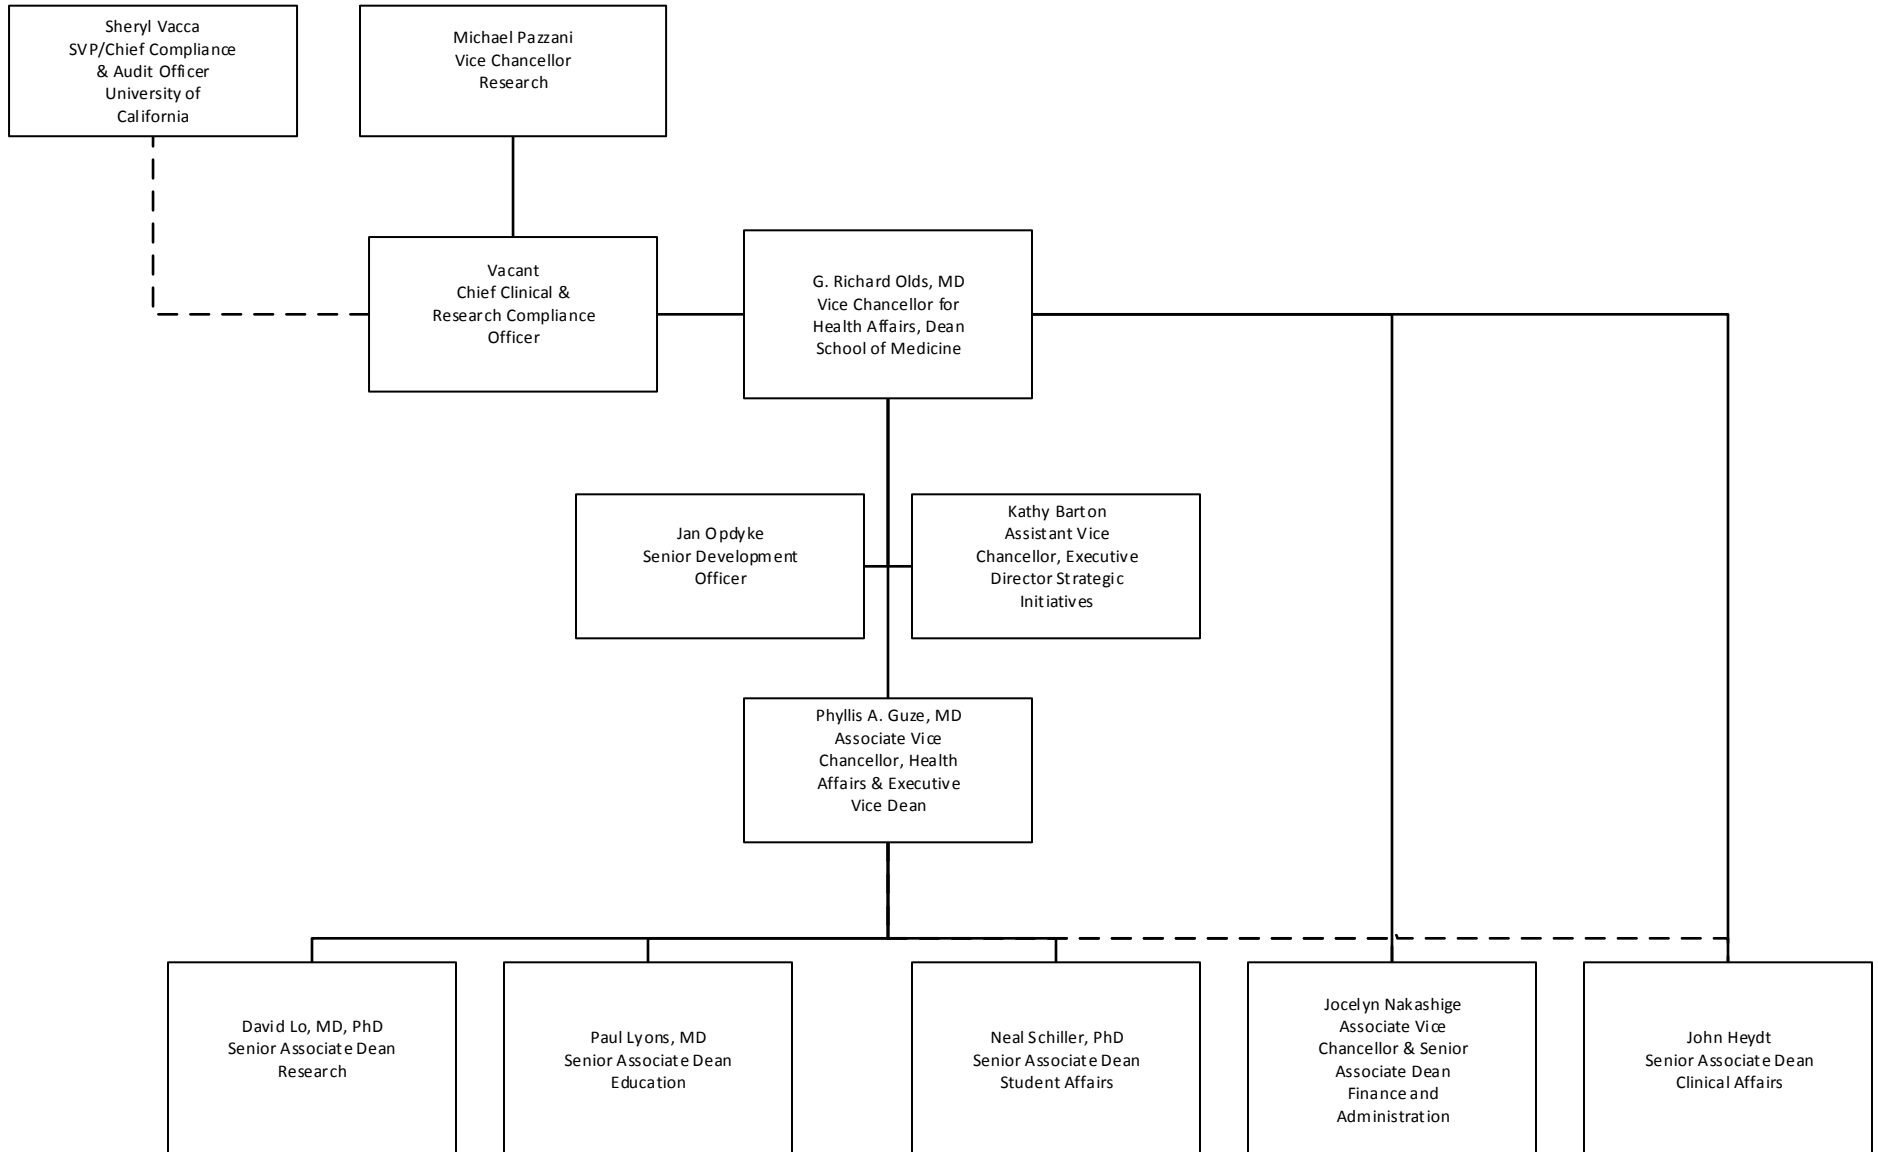 Sheryl Vacca
SVP/Chief Compliance
& Audit Officer
University of
California
Michael Pazzani
Vice Chancellor
Research
Vacant
Chief Clinical &
Research Compliance
Officer
G. Richard Olds, MD
Vice Chancellor for
Health Affairs, Dean
School of Medicine
Jan Opdyke
Senior Development
Officer
Kathy Barton
Assistant Vice
Chancellor, Executive
Director Strategic
Initiatives
Phyllis A. Guze, MD
Associate Vice
Chancellor, Health
Affairs & Executive
Vice Dean
David Lo, MD, PhD
Senior Associate Dean
Research
Paul Lyons, MD
Senior Associate Dean
Education
Neal Schiller, PhD
Senior Associate Dean
Student Affairs
Jocelyn Nakashige
Associate Vice
Chancellor & Senior
Associate Dean
Finance and
Administration
John Heydt
Senior Associate Dean
Clinical Affairs